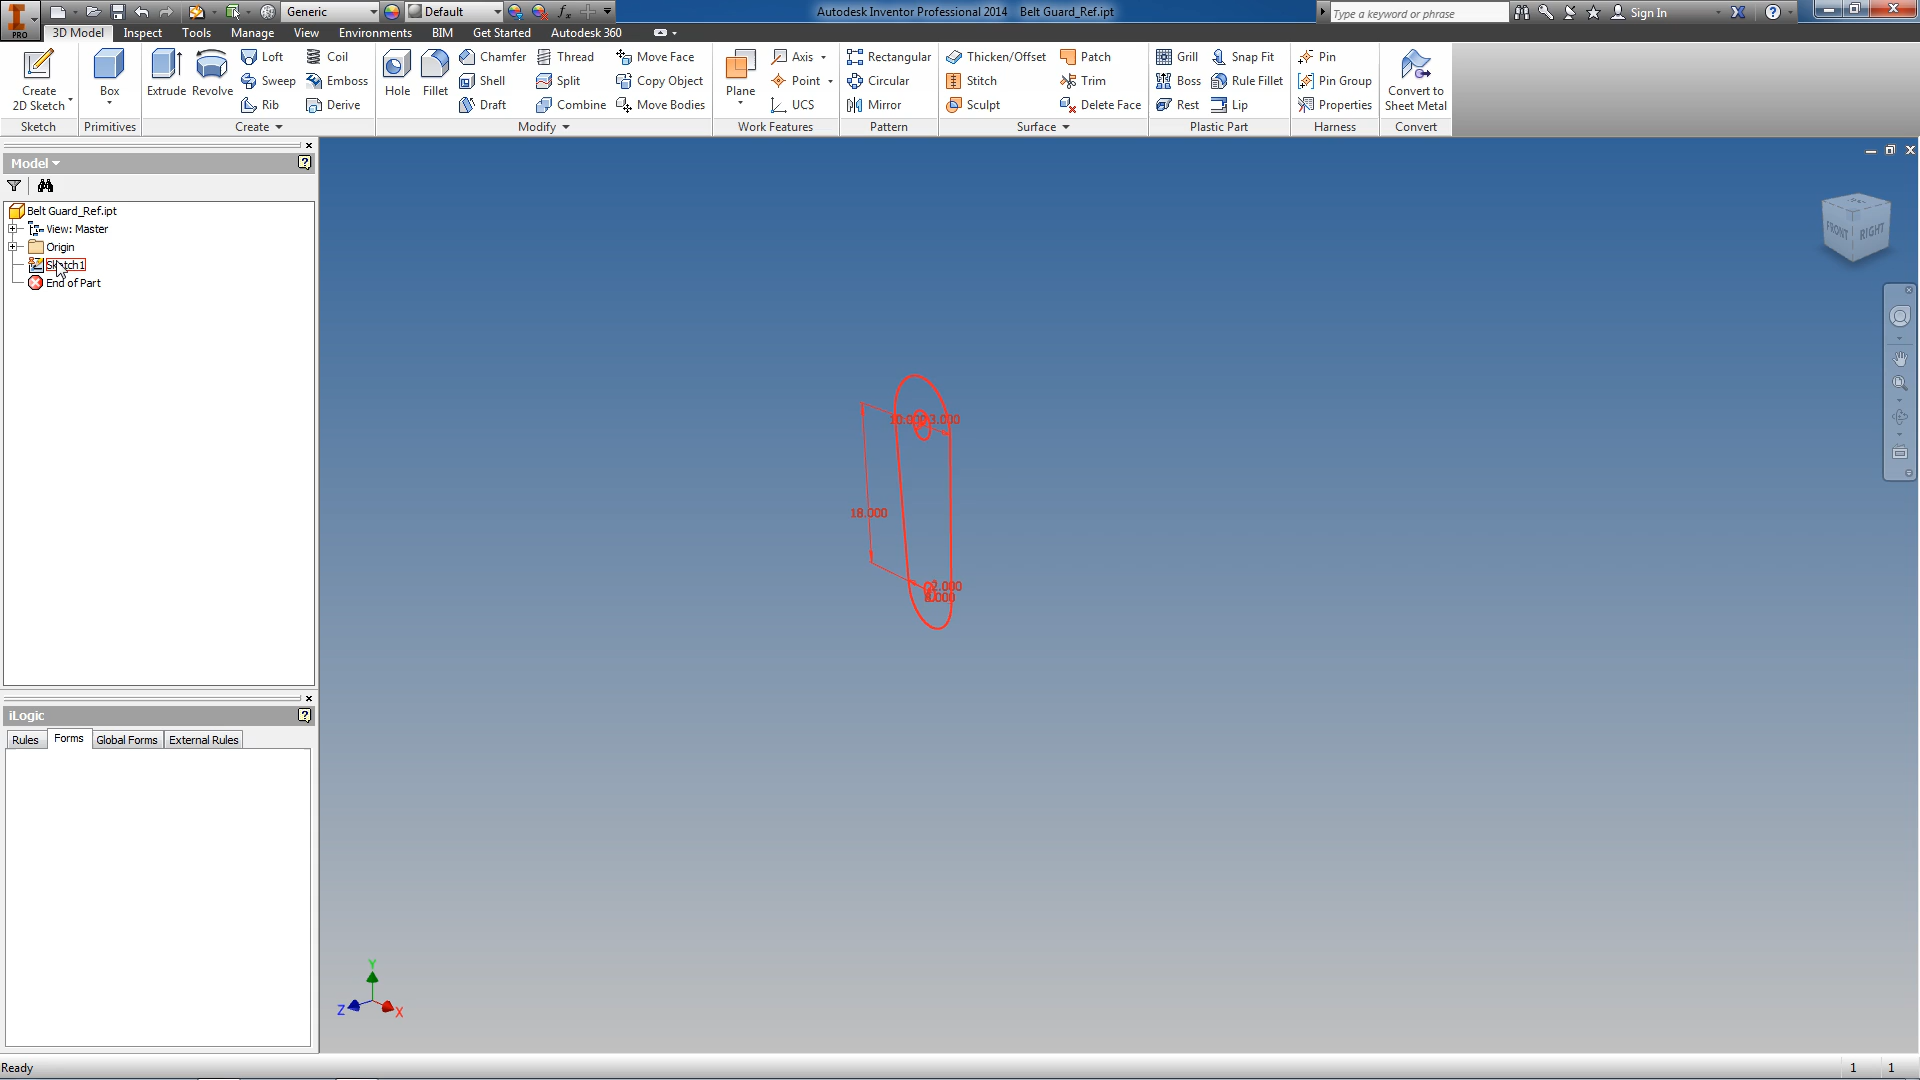 PRO
Generic
Default
fx
Autodesk Inventor Professional 2014 Belt Guard_Ref.ipt
Type a keyword or phrase
Sign In
3D Model Inspect Tools Manage View Environments BIM Get Started Autodesk 360
Create
2D Sketch
Box
Extrude Revolve
Loft Coil
Sweep Emboss
Rib Derive
Hole Fillet
Chamfer Thread Move Face
Shell Split Copy Object
Draft Combine Move Bodies
Plane
Axis
Point
UCS
Rectangular
Circular
Mirror
Thicken/Offset Patch
Stitch Trim
Sculpt Delete Face
Grill Snap Fit
Boss Rule Fillet
Rest Lip
Pin
Pin Group
Properties
Convert to
Sheet Metal
Sketch Primitives Create Modify Work Features Pattern Surface Plastic Part Harness Convert
Model
Belt Guard_Ref.ipt
View: Master
Origin
Sketch1
End of Part
FRONT RIGHT
18.000
2.000
iLogic
Rules Forms Global Forms External Rules
Y
Z
X
Ready
1 1